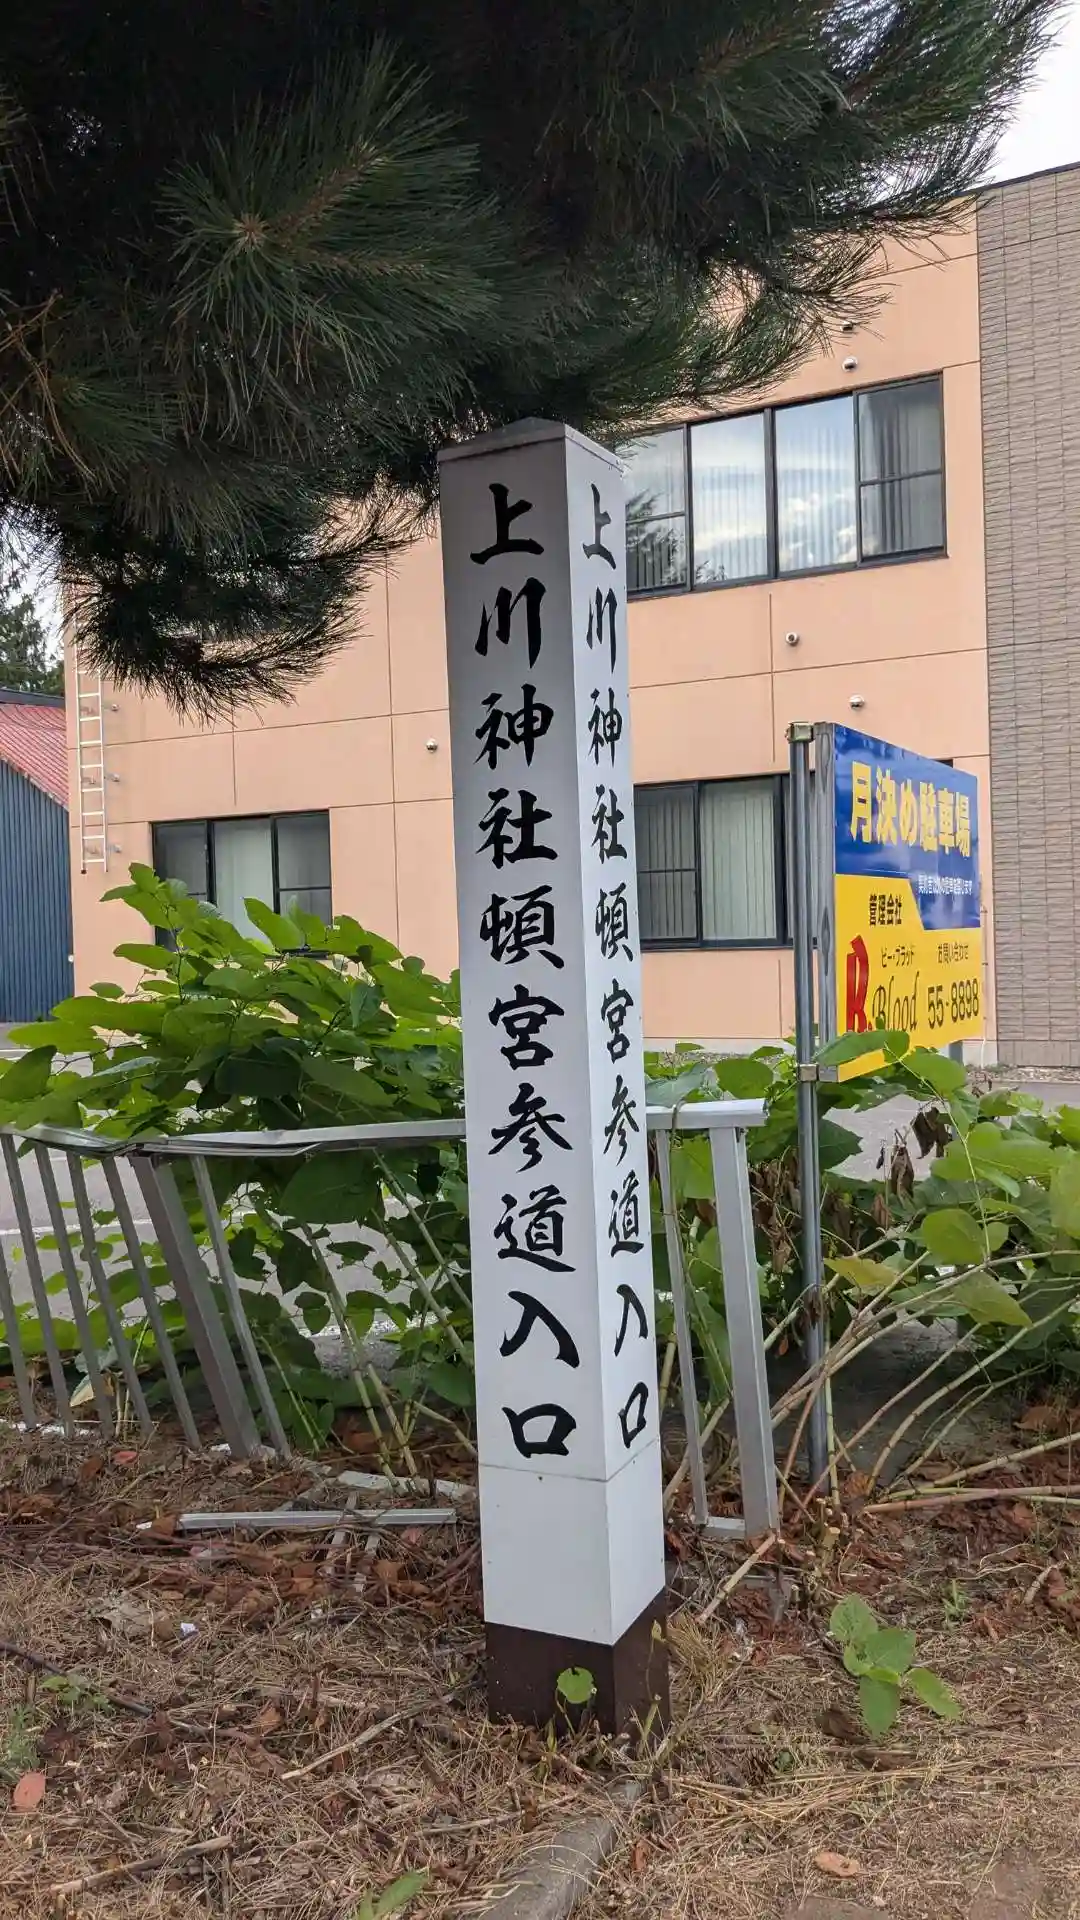 上川神社頓宮参道入口
上川神社頓宮参道入口
月決め駐車場
管理会社
ビー・ブラッド
お問い合わせ
B.Blood
55-8898